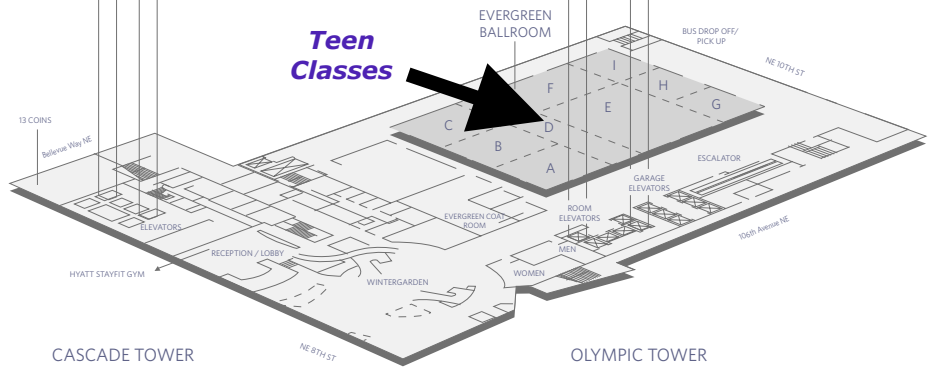 EVERGREEN
BALLROOM
Teen
Classes
BUS DROP OFF/
PICK UP
NE 10TH ST
I
H
F
G
E
C
D
B
A
13 COINS
Bellevue Way NE
ESCALATOR
GARAGE
ELEVATORS
ROOM
ELEVATORS
EVERGREEN COAT
ROOM
106th Avenue NE
ELEVATORS
MEN
RECEPTION / LOBBY
WOMEN
HYATT STAYFIT GYM
WINTERGARDEN
NE 8TH ST
CASCADE TOWER
OLYMPIC TOWER